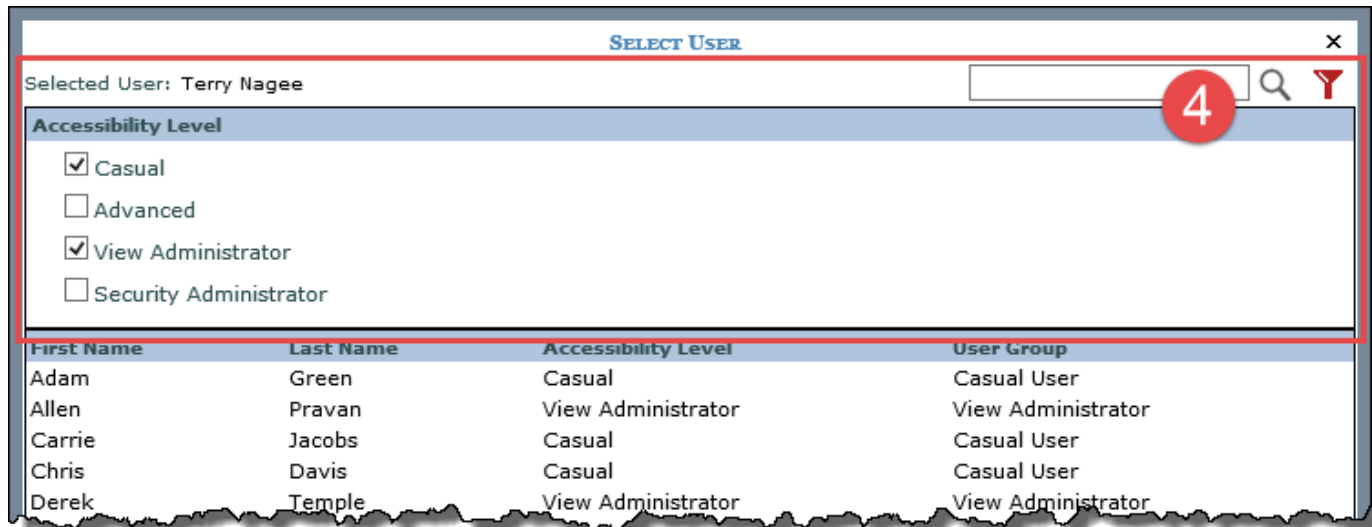 SELECT USER ×
Selected User: Terry Nagee
4
Accessibility Level
Casual
Advanced
View Administrator
Security Administrator
First Name Last Name Accessibility Level User Group
Adam Green Casual Casual User
Allen Pravan View Administrator View Administrator
Carrie Jacobs Casual Casual User
Chris Davis Casual Casual User
Derek Temple View Administrator View Administrator